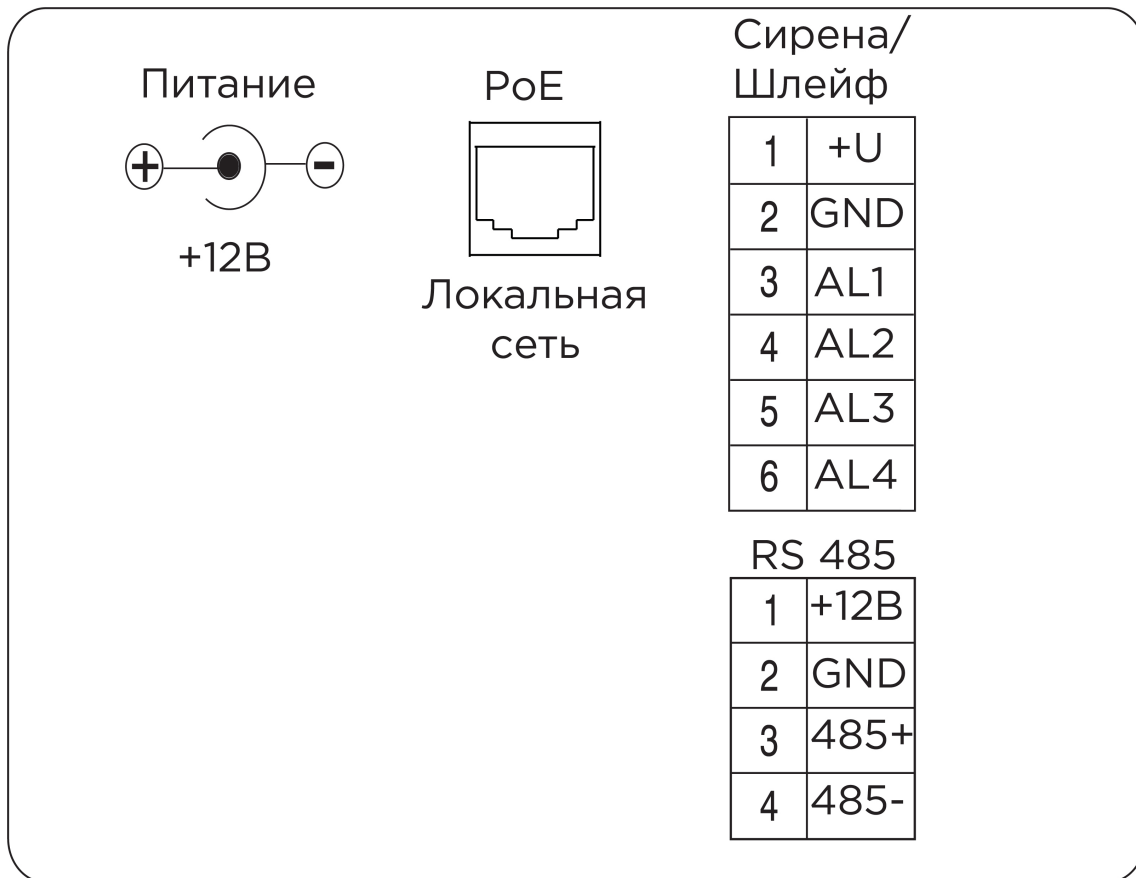 Питание
+ -
+12В
PoE
Локальная
сеть
Сирена/
Шлейф
1 +U
2 GND
3 AL1
4 AL2
5 AL3
6 AL4
RS 485
1 +12В
2 GND
3 485+
4 485-